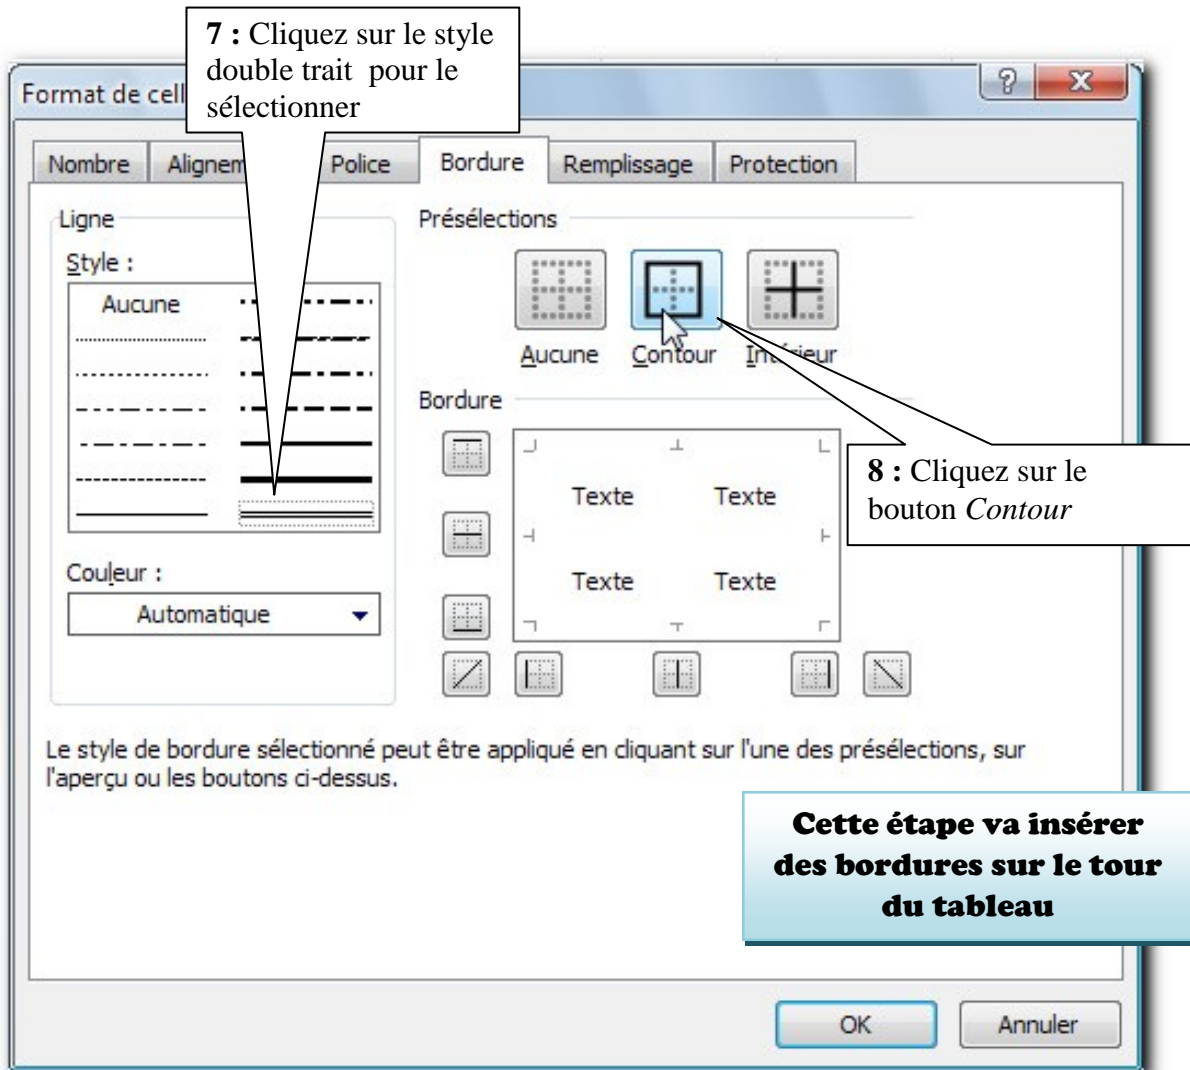 7 : Cliquez sur le style
double trait pour le
sélectionner
Format de cell
Nombre Alignem Police Bordure Remplissage Protection
Ligne
Style :
Aucune
Couleur :
Automatique
Présélections
Aucune Contour Intérieur
Bordure
Texte Texte
Texte Texte
8 : Cliquez sur le
bouton Contour
Le style de bordure sélectionné peut être appliqué en cliquant sur l'une des présélections, sur
l'aperçu ou les boutons ci-dessus.
Cette étape va insérer
des bordures sur le tour
du tableau
OK Annuler